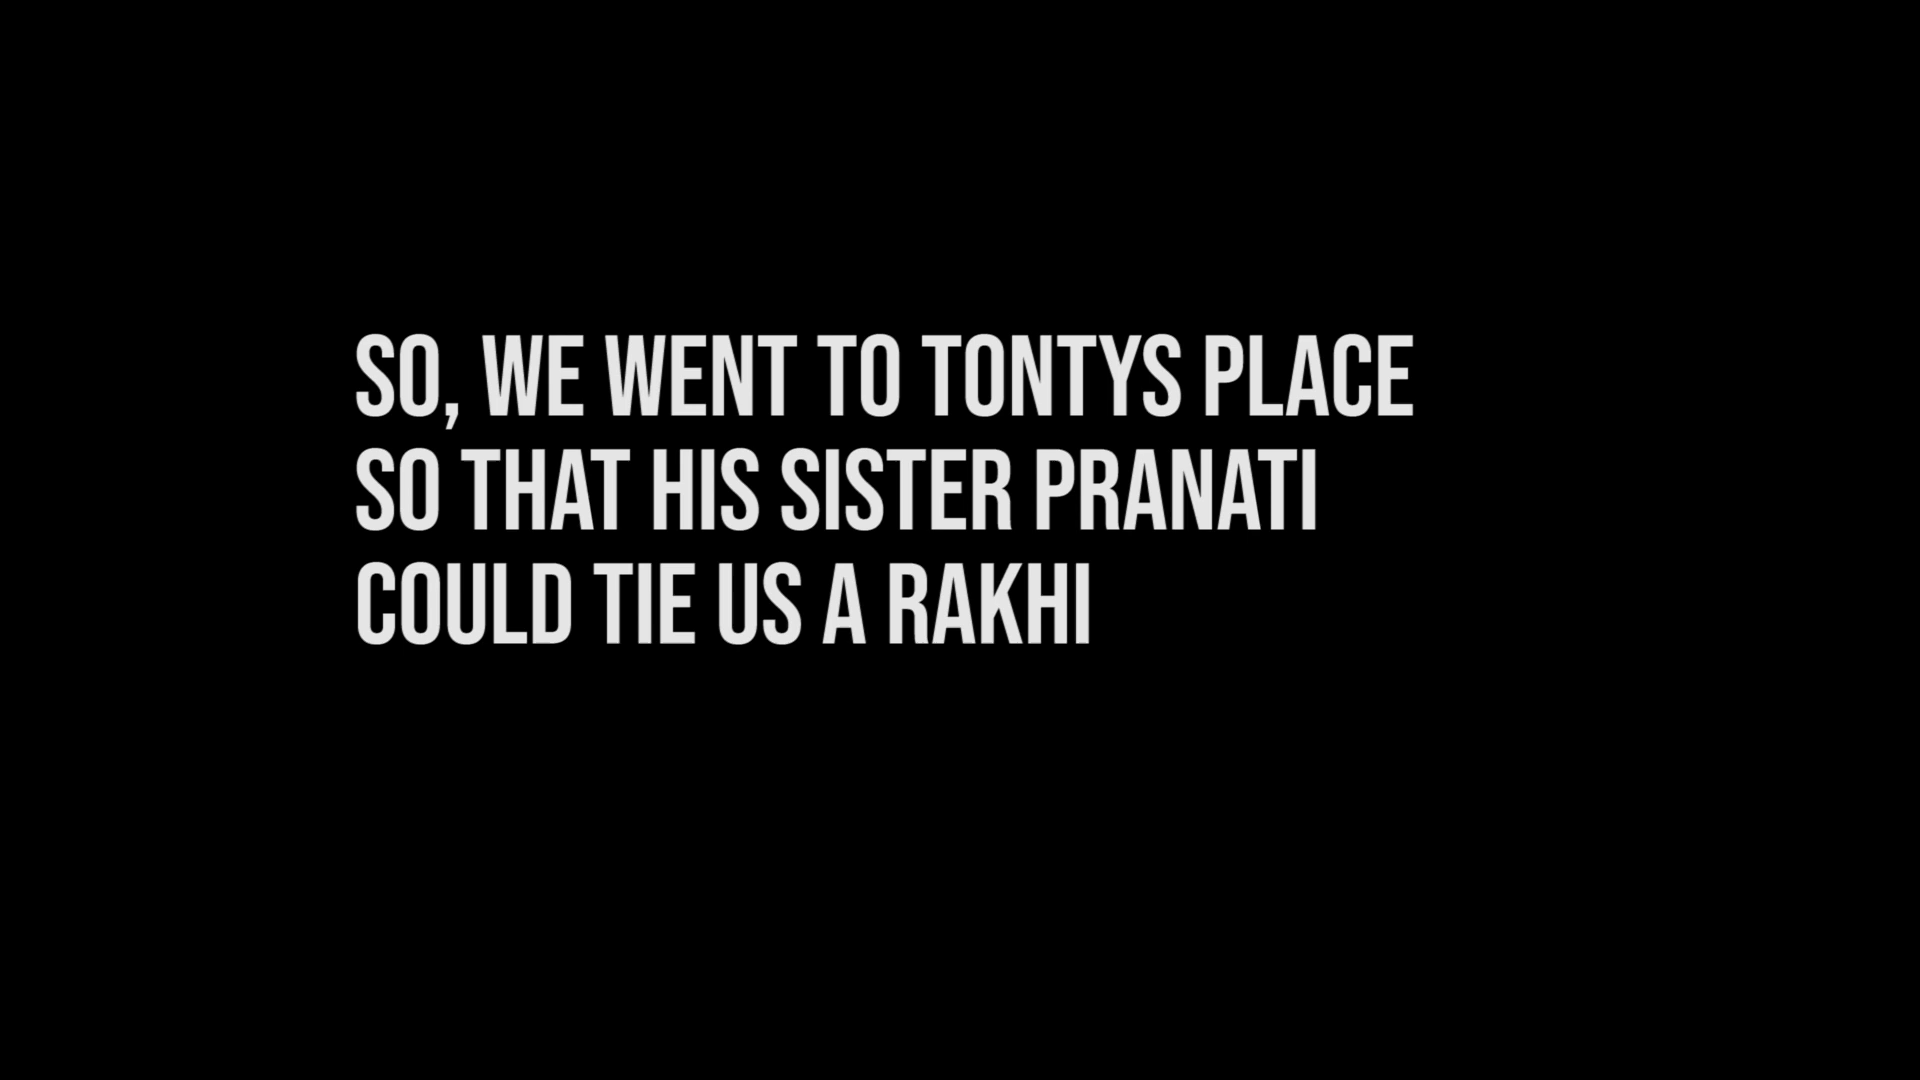 SO, WE WENT TO TONTYS PLACE
SO THAT HIS SISTER PRANATI
COULD TIE US A RAKHI